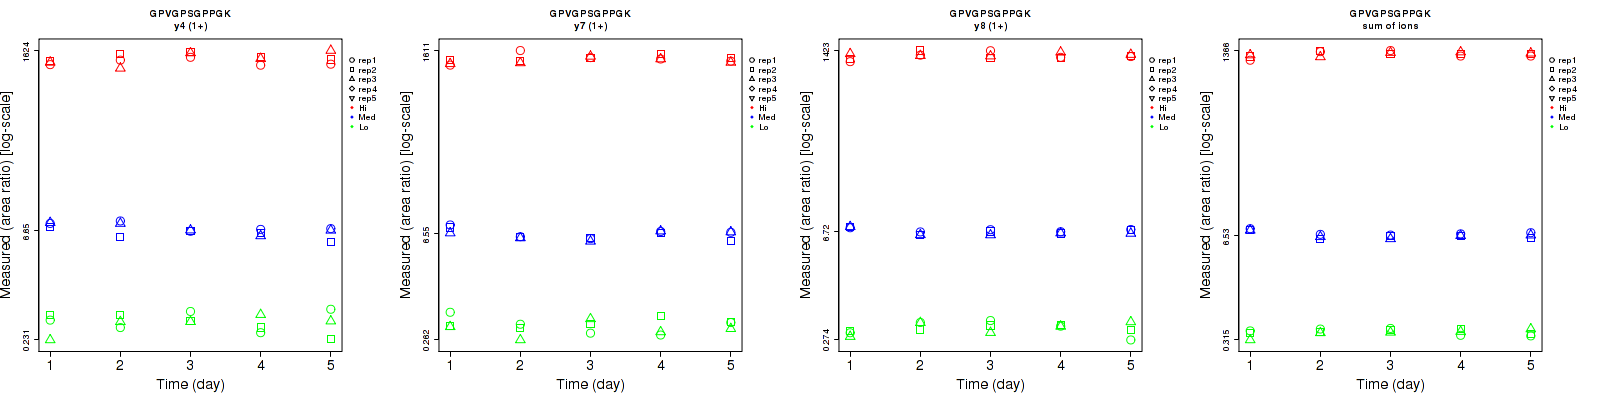 GPVGPSGPPGK
y4 (1+)
1624
6.65
0.231
Measured (area ratio) [log-scale]
1 2 3 4 5
Time (day)
rep1
rep2
rep3
rep4
rep5
Hi
Med
Lo
GPVGPSGPPGK
y7 (1+)
1611
6.55
0.262
Measured (area ratio) [log-scale]
1 2 3 4 5
Time (day)
rep1
rep2
rep3
rep4
rep5
Hi
Med
Lo
GPVGPSGPPGK
y8 (1+)
1423
6.72
0.274
Measured (area ratio) [log-scale]
1 2 3 4 5
Time (day)
rep1
rep2
rep3
rep4
rep5
Hi
Med
Lo
GPVGPSGPPGK
sum of ions
1366
6.53
0.315
Measured (area ratio) [log-scale]
1 2 3 4 5
Time (day)
rep1
rep2
rep3
rep4
rep5
Hi
Med
Lo